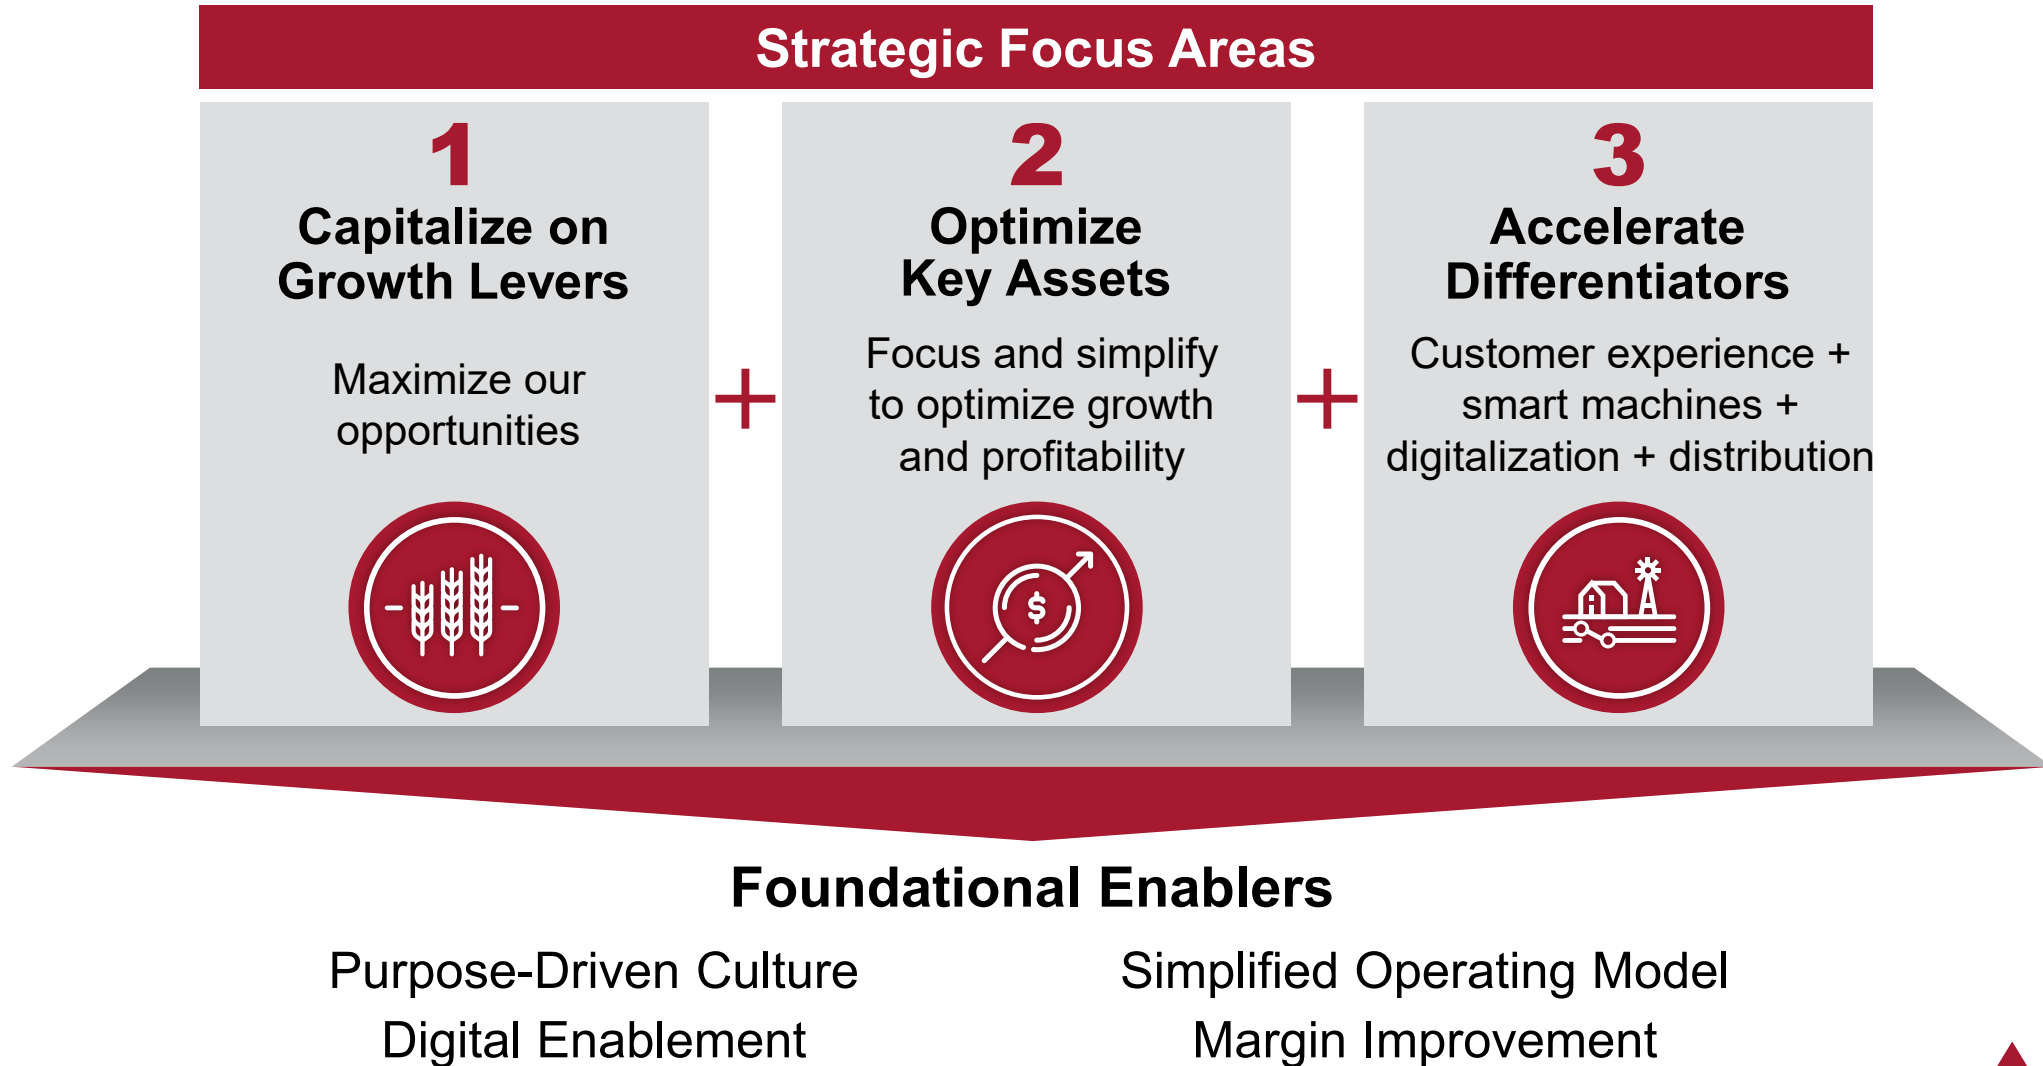 Strategic Focus Areas
1
Capitalize on
Growth Levers
Maximize our
opportunities
+
2
Optimize
Key Assets
Focus and simplify
to optimize growth
and profitability
$
+
3
Accelerate
Differentiators
Customer experience +
smart machines +
digitalization + distribution
Foundational Enablers
Purpose-Driven Culture
Simplified Operating Model
Digital Enablement
Margin Improvement